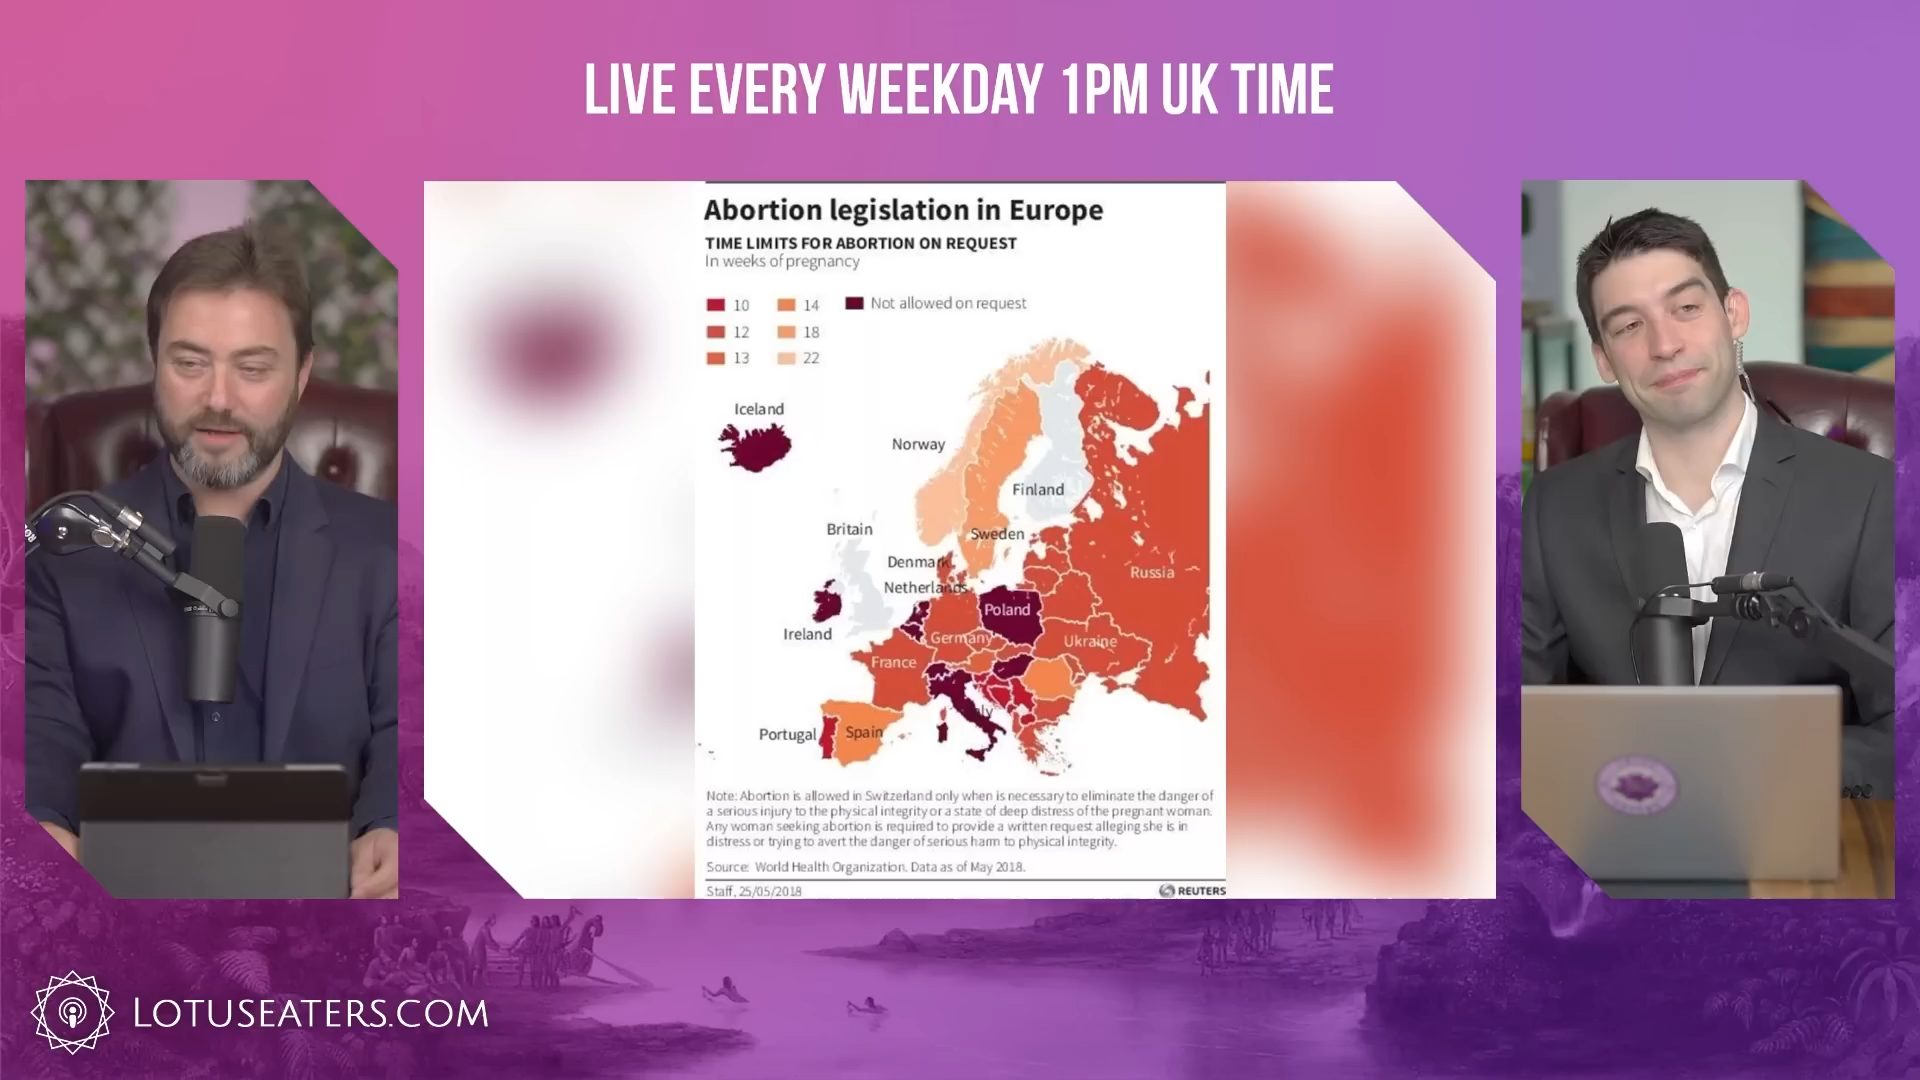 LIVE EVERY WEEKDAY 1PM UK TIME
Abortion legislation in Europe
TIME LIMITS FOR ABORTION ON REQUEST
In weeks of pregnancy
10
14
Not allowed on request
12
18
13
22
Iceland
Norway
Finland
Britain
Sweden
Denmark
Russia
Netherlands
Poland
Ireland
Germany
Ukraine
France
Italy
Portugal
Spain
Note: Abortion is allowed in Switzerland only when is necessary to eliminate the danger of
a serious injury to the physical integrity or a state of deep distress of the pregnant woman.
Any woman seeking abortion is required to provide a written request alleging she is in
distress or trying to avert the danger of serious harm to physical integrity.
Source: World Health Organization. Data as of May 2018.
Staff, 25/05/2018
REUTERS
LOTUSEATERS.COM